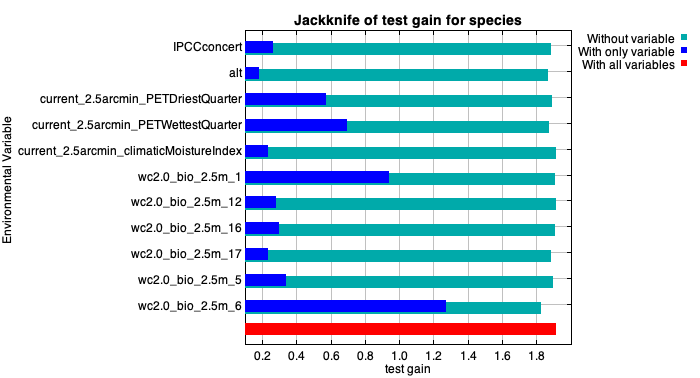 Jackknife of test gain for species
Without variable
With only variable
With all variables
Environmental Variable
IPCCconcert
alt
current_2.5arcmin_PETDriestQuarter
current_2.5arcmin_PETWettestQuarter
current_2.5arcmin_climaticMoistureIndex
wc2.0_bio_2.5m_1
wc2.0_bio_2.5m_12
wc2.0_bio_2.5m_16
wc2.0_bio_2.5m_17
wc2.0_bio_2.5m_5
wc2.0_bio_2.5m_6
0.2 0.4 0.6 0.8 1.0 1.2 1.4 1.6 1.8
test gain